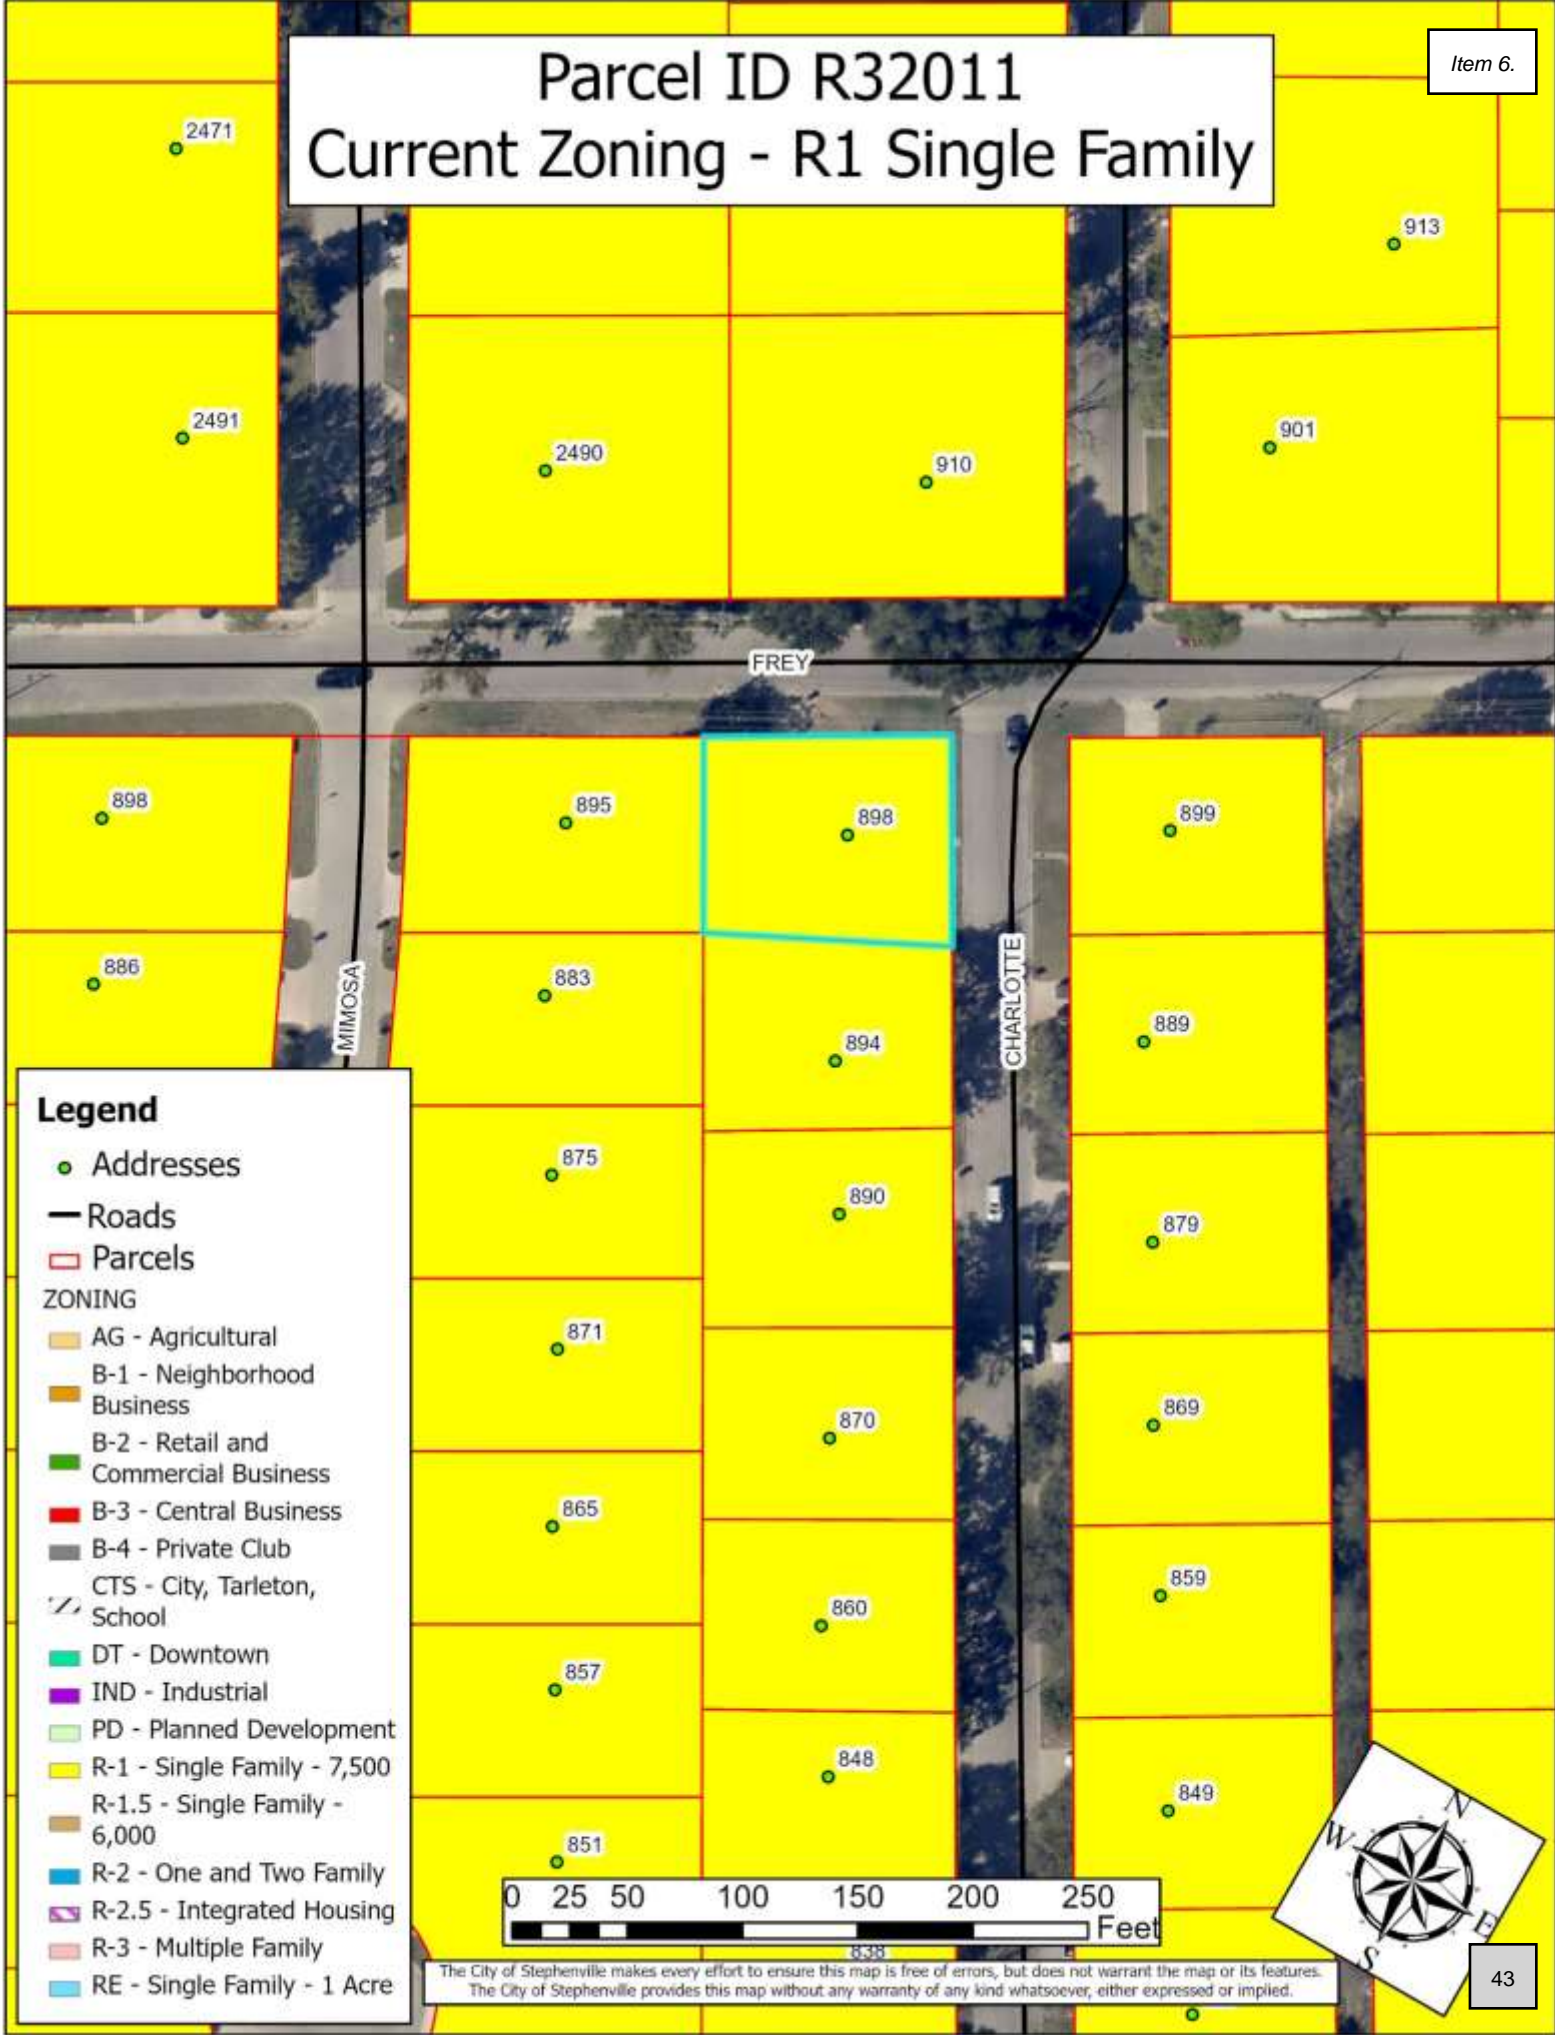 Parcel ID R32011
Current Zoning - R1 Single Family
Item 6.
2471
913
2491
2490
910
901
FREY
898
895
898
899
886
883
MIMOSA
894
CHARLOTTE
889
875
890
879
871
870
869
865
860
859
857
848
849
851
838
Legend
Addresses
Roads
Parcels
ZONING
AG - Agricultural
B-1 - Neighborhood
Business
B-2 - Retail and
Commercial Business
B-3 - Central Business
B-4 - Private Club
CTS - City, Tarleton,
School
DT - Downtown
IND - Industrial
PD - Planned Development
R-1 - Single Family - 7,500
R-1.5 - Single Family -
6,000
R-2 - One and Two Family
R-2.5 - Integrated Housing
R-3 - Multiple Family
RE - Single Family - 1 Acre
0 25 50 100 150 200 250
Feet
N
W
E
S
The City of Stephenville makes every effort to ensure this map is free of errors, but does not warrant the map or its features.
The City of Stephenville provides this map without any warranty of any kind whatsoever, either expressed or implied.
43